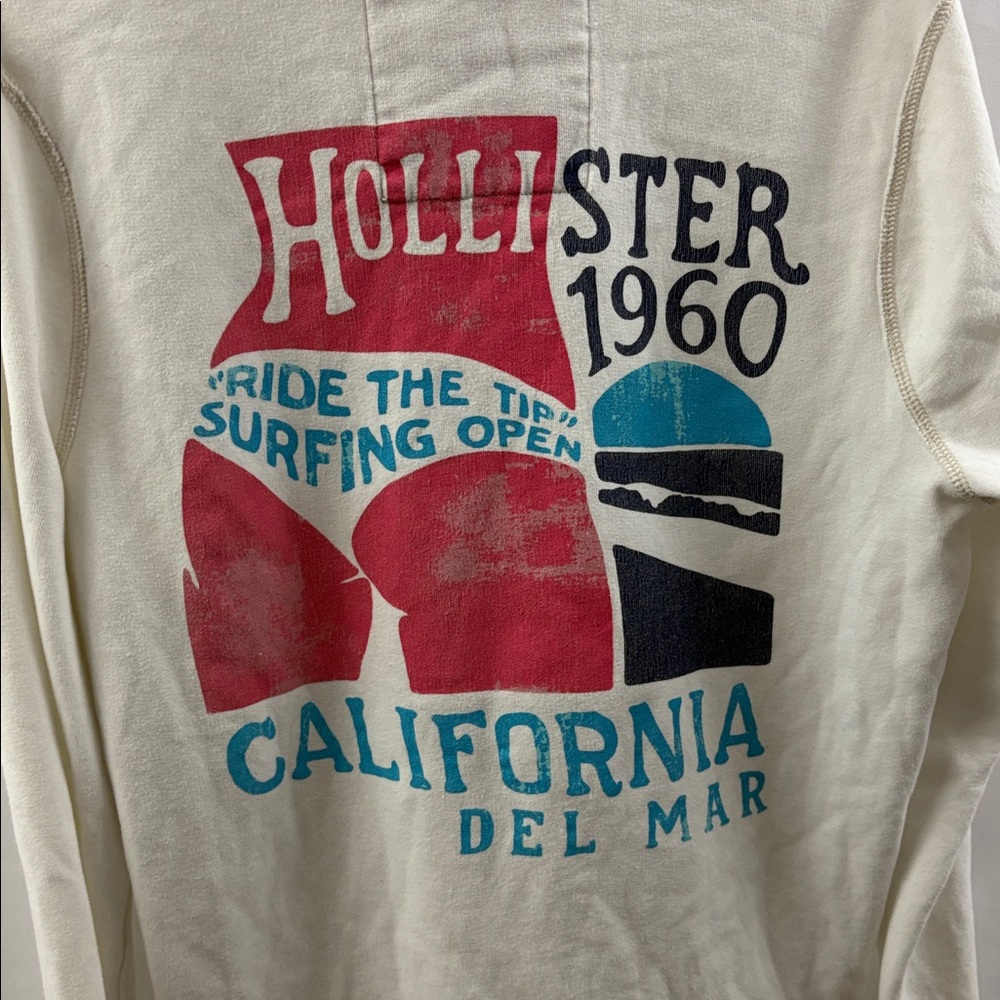 HOLLISTER
1960
"RIDE THE TIP"
SURFING OPEN
CALIFORNIA
DEL MAR